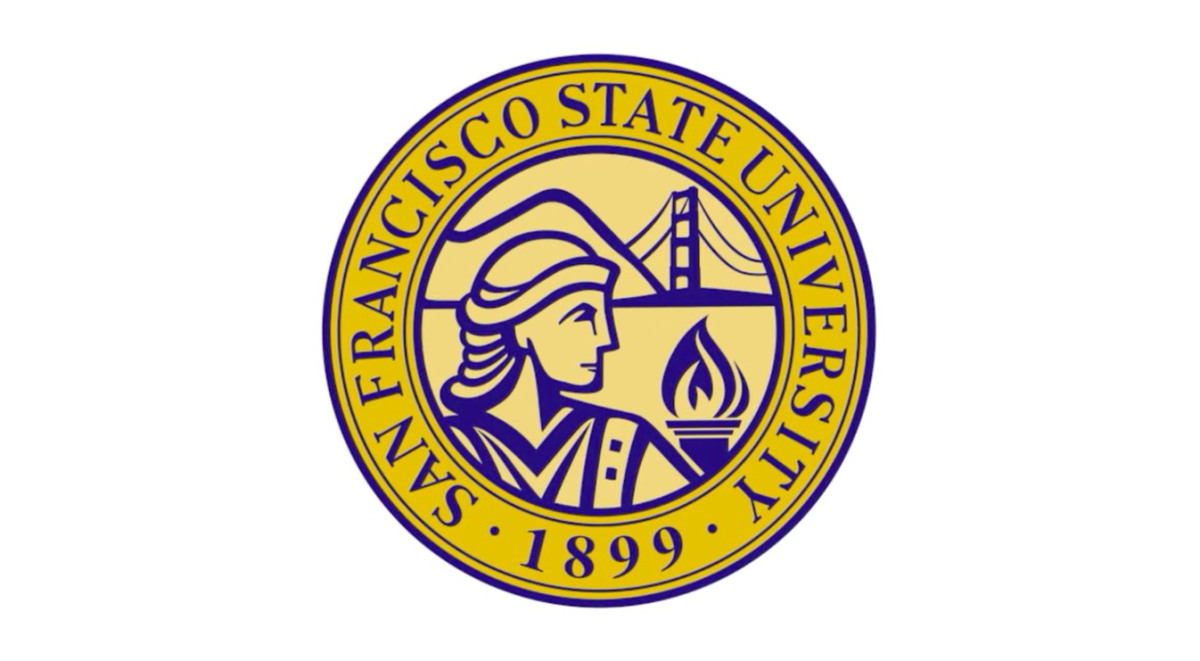 SAN FRANCISCO STATE UNIVERSITY
· 1899 ·